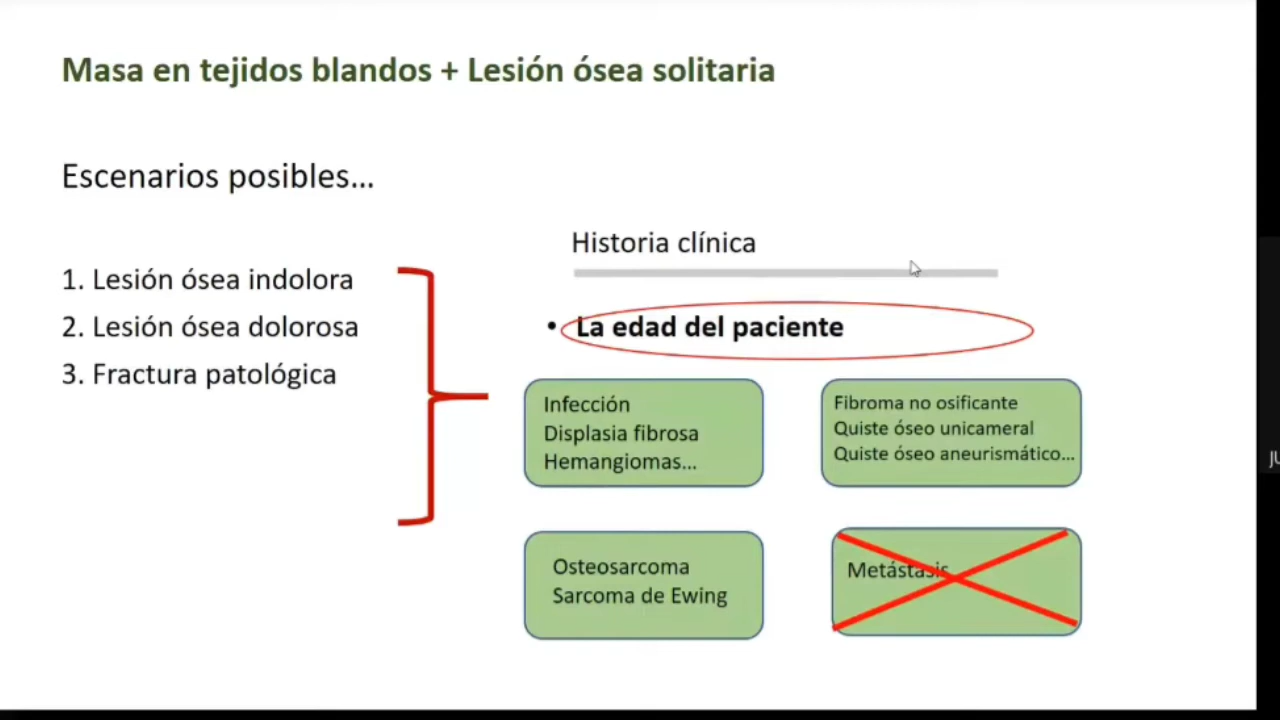 Masa en tejidos blandos + Lesión ósea solitaria
Escenarios posibles...
1. Lesión ósea indolora
2. Lesión ósea dolorosa
3. Fractura patológica
Historia clínica
• La edad del paciente
Infección
Displasia fibrosa
Hemangiomas...
Fibroma no osificante
Quiste óseo unicameral
Quiste óseo aneurismático...
Osteosarcoma
Sarcoma de Ewing
Metástasis
JU